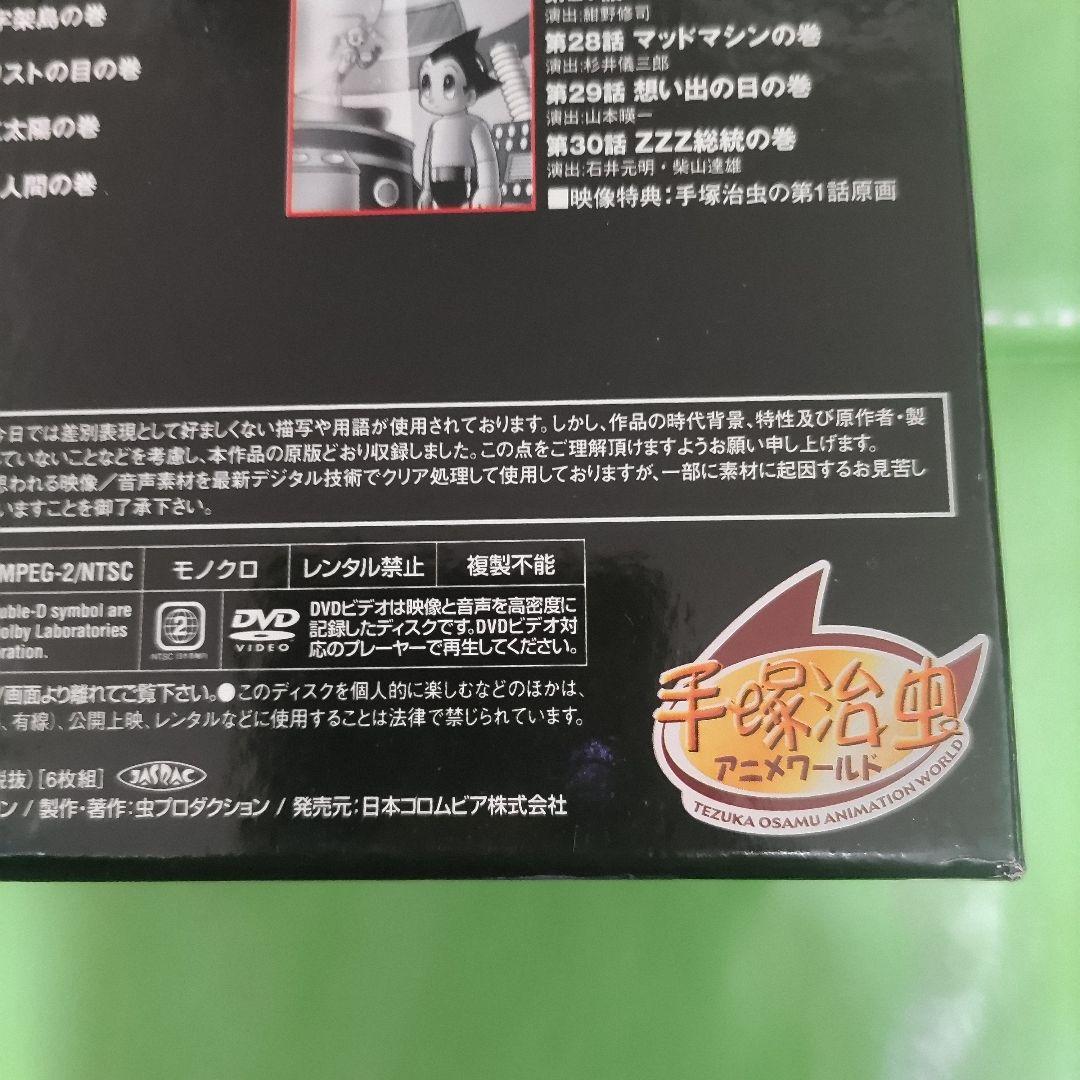 字架島の巻
リストの目の巻
太陽の巻
人間の巻
演出:紺野修司
第28話 マッドマシンの巻
演出:杉井儀三郎
第29話 想い出の日の巻
演出:山本暎一
第30話 ZZZ総統の巻
演出:石井元明・柴山達雄
■映像特典:手塚治虫の第1話原画
今日では差別表現として好ましくない描写や用語が使用されております。しかし、作品の時代背景、特性及び原作者・製
ていないことなどを考慮し、本作品の原版どおり収録しました。この点をご理解頂けますようお願い申し上げます。
思われる映像/音声素材を最新デジタル技術でクリア処理して使用しておりますが、一部に素材に起因するお見苦し
いますことを御了承下さい。
MPEG-2/NTSC
モノクロ
レンタル禁止
複製不能
uble-D symbol are
Dolby Laboratories
oration.
2
DVD
VIDEO
DVDビデオは映像と音声を高密度に
記録したディスクです。DVDビデオ対
応のプレーヤーで再生してください。
/画面より離れてご覧下さい。●このディスクを個人的に楽しむなどのほかは、
、有線)、公開上映、レンタルなどに使用することは法律で禁じられています。
税抜) [6枚組] JASRAC
ン / 製作・著作:虫プロダクション / 発売元:日本コロムビア株式会社
手塚治虫
アニメワールド
TEZUKA OSAMU ANIMATION WORLD